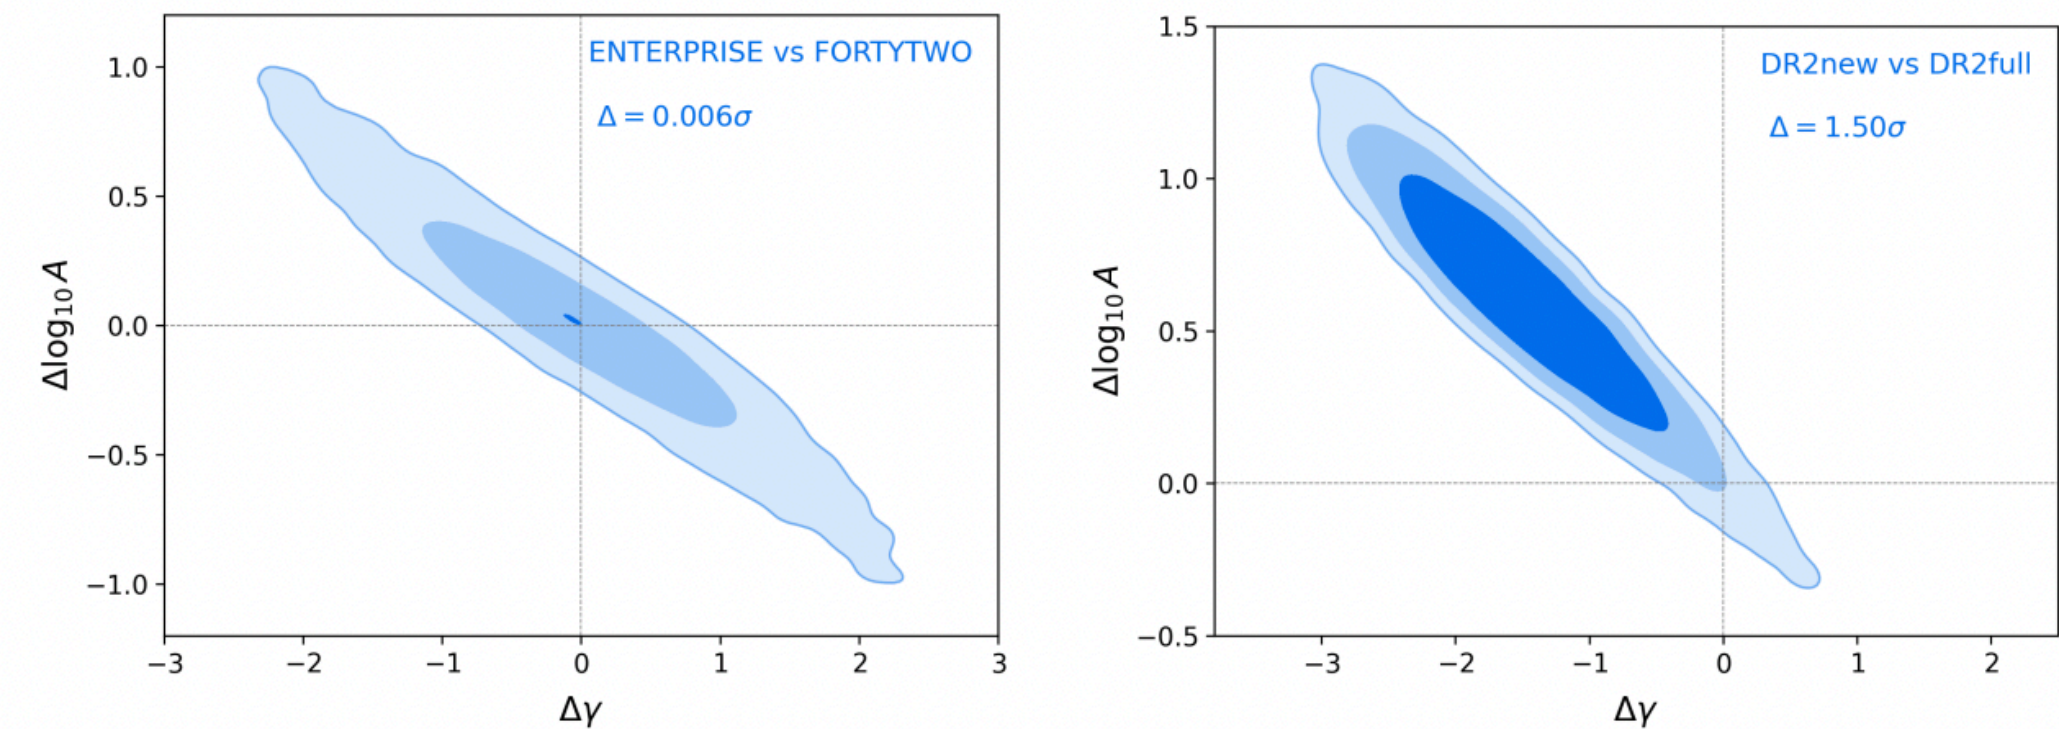 ENTERPRISE vs FORTYTWO
Δ = 0.006σ
1.0
0.5
0.0
−0.5
−1.0
Δlog₁₀A
−3 −2 −1 0 1 2 3
Δγ
DR2new vs DR2full
Δ = 1.50σ
1.5
1.0
0.5
0.0
−0.5
Δlog₁₀A
−3 −2 −1 0 1 2
Δγ